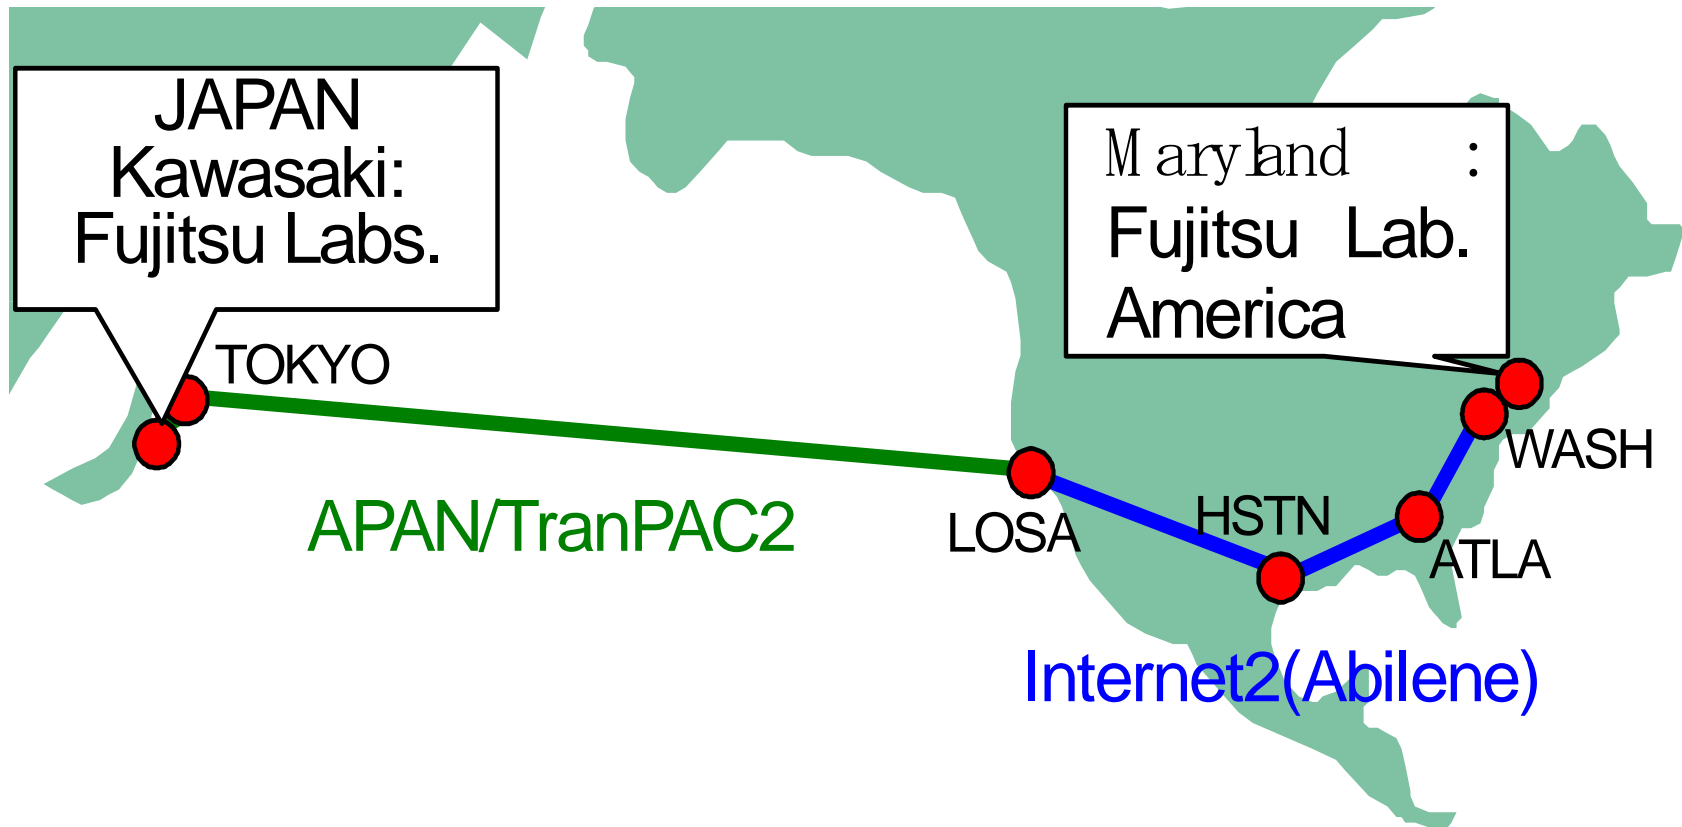 JAPAN
Kawasaki:
Fujitsu Labs.
Maryland :
Fujitsu Lab.
America
TOKYO
WASH
APAN/TranPAC2
LOSA
HSTN
ATLA
Internet2(Abilene)